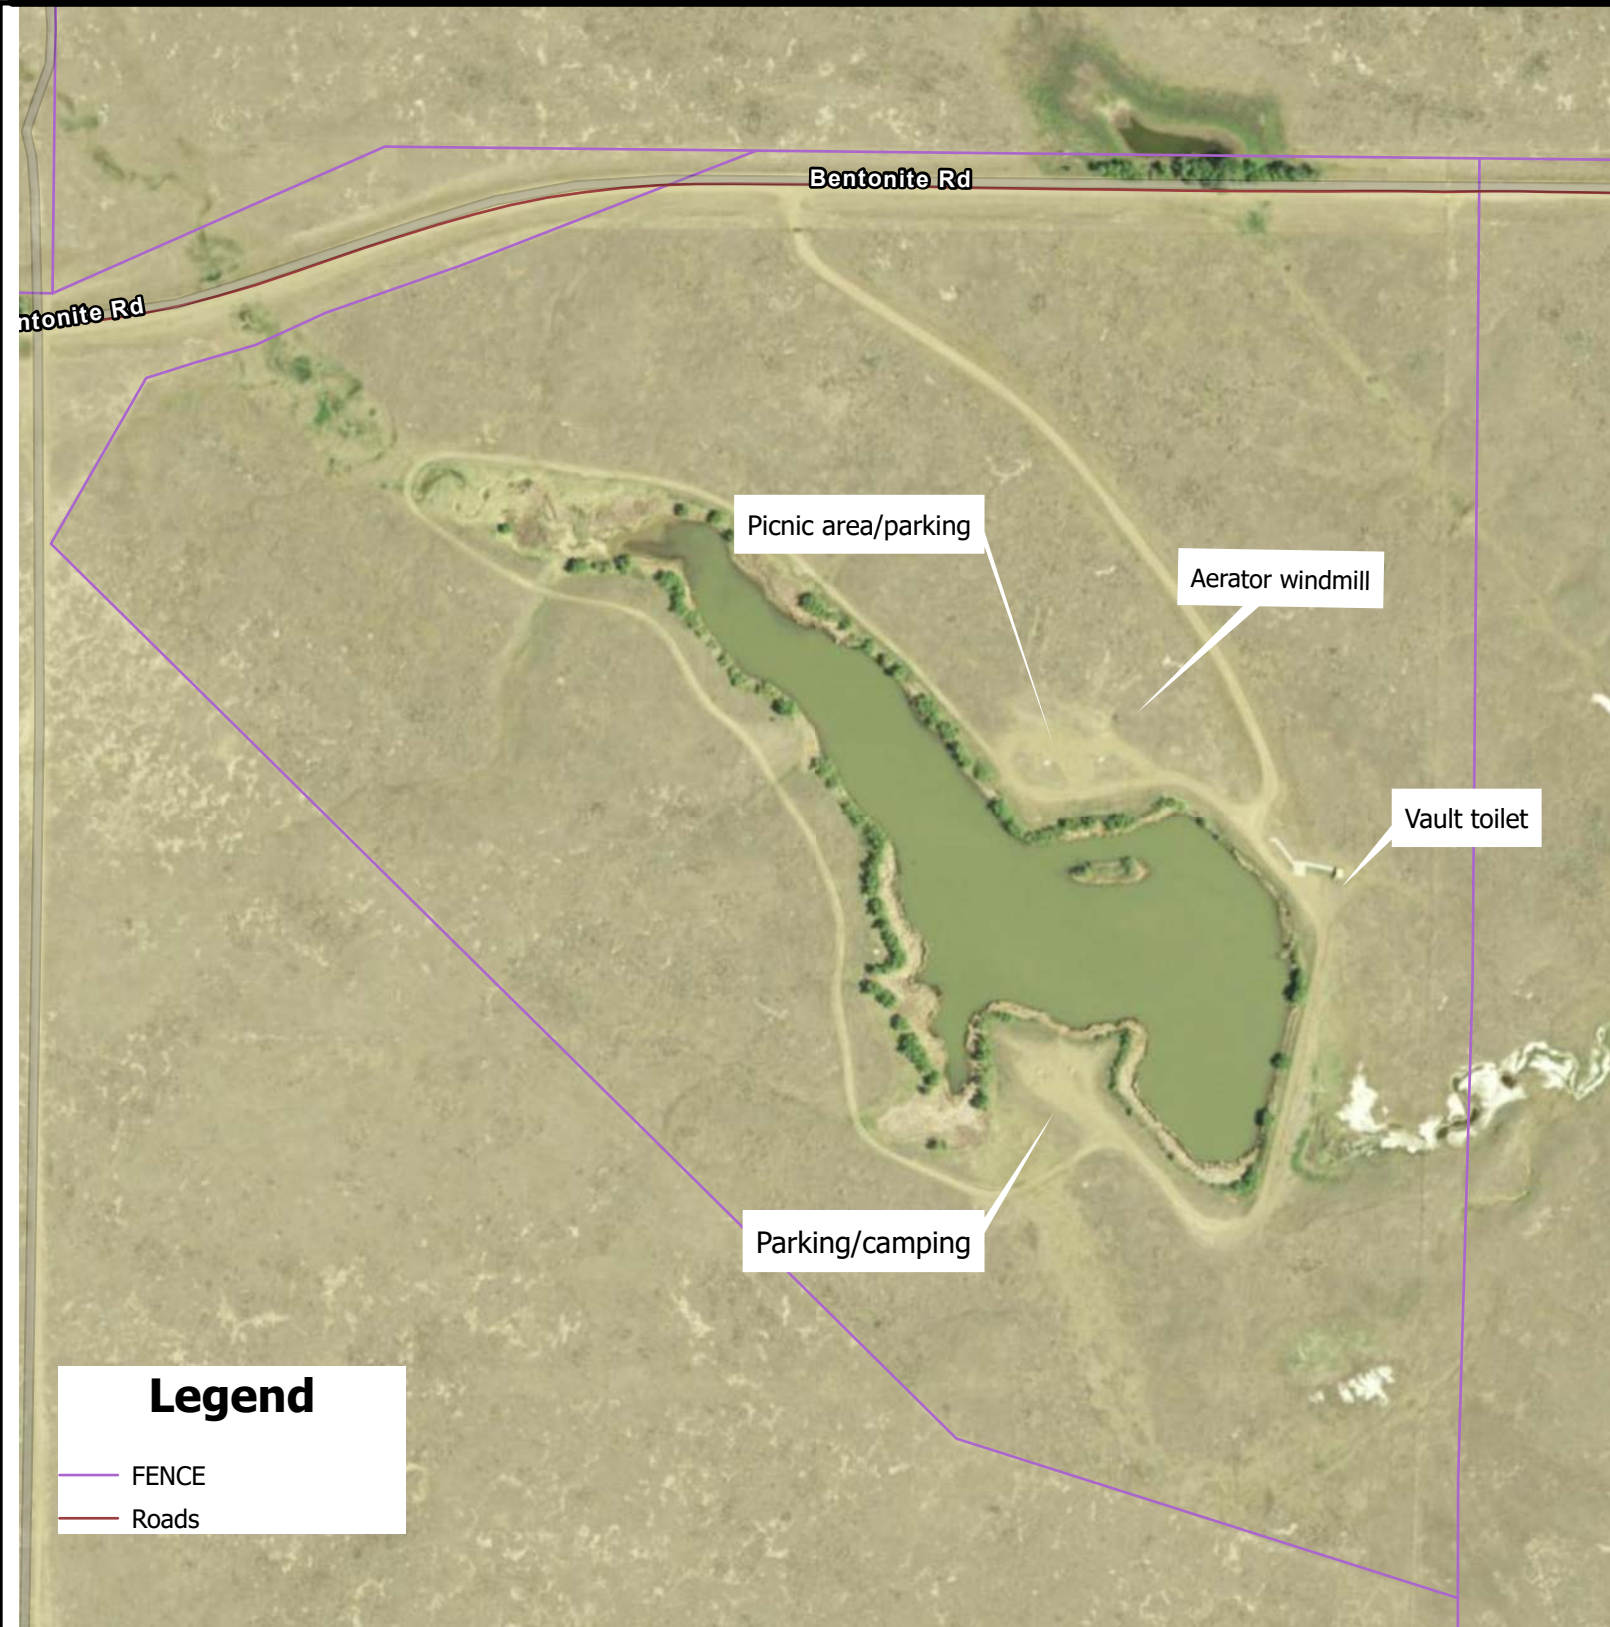 Bentonite Rd
ntonite Rd
Picnic area/parking
Aerator windmill
Vault toilet
Parking/camping
Legend
FENCE
Roads